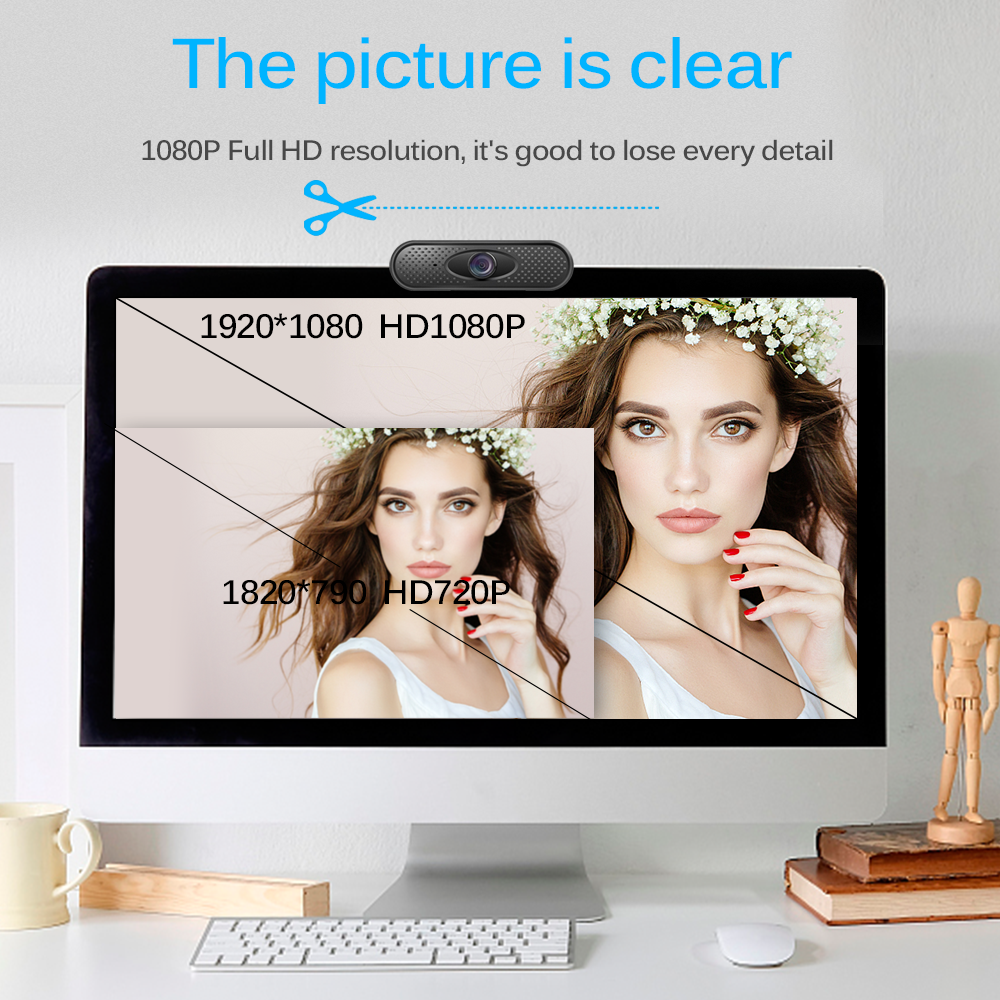 The picture is clear
1080P Full HD resolution, it's good to lose every detail
1920*1080 HD1080P
1820*790 HD720P